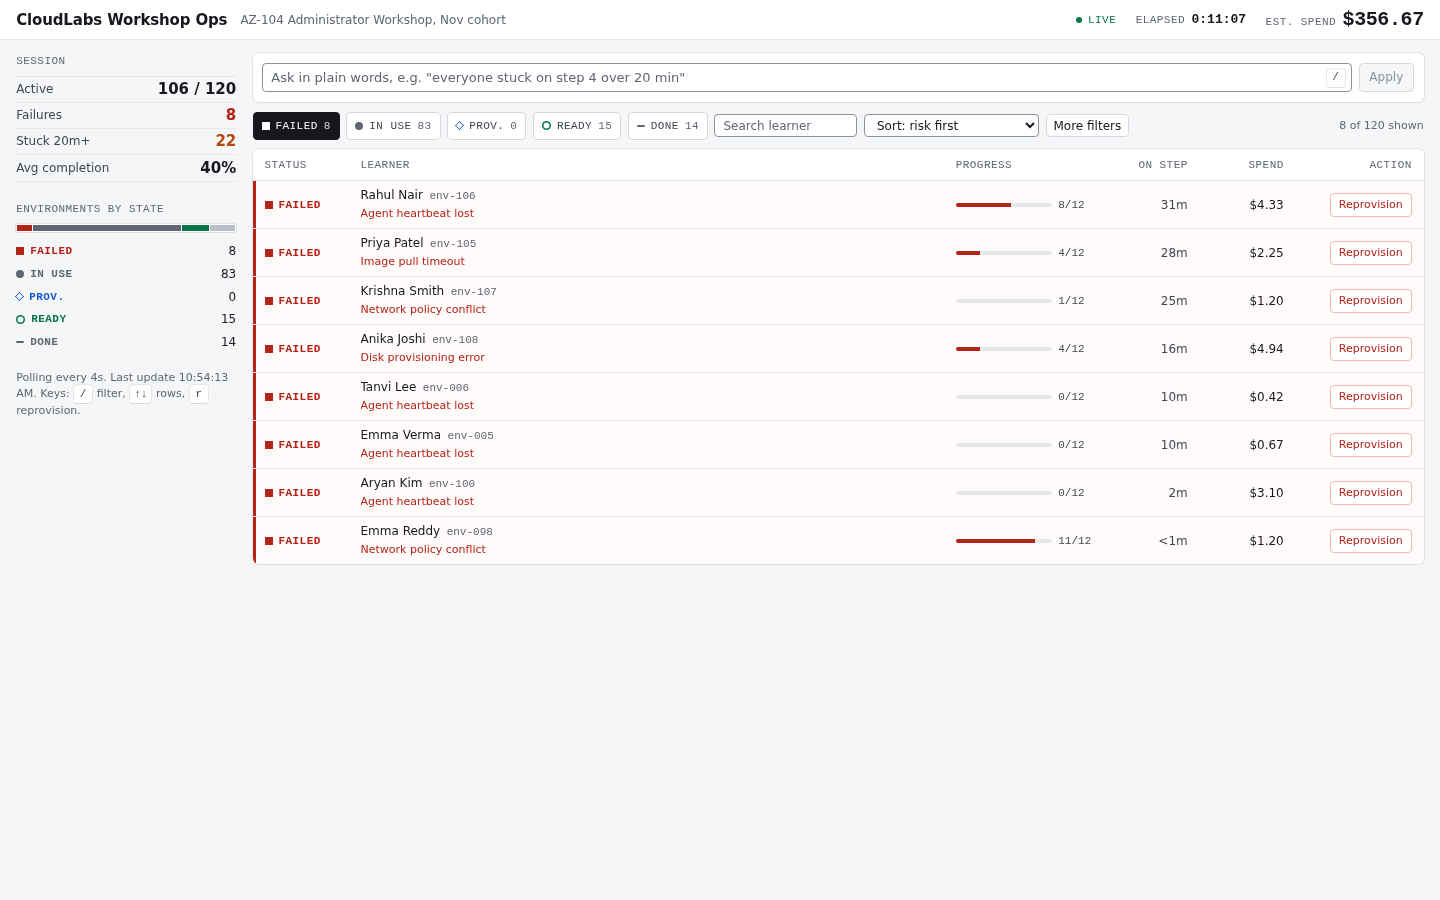 CloudLabs Workshop Ops AZ-104 Administrator Workshop, Nov cohort LIVE ELAPSED 0:11:07 EST. SPEND $356.67
SESSION
Active 106 / 120
Failures 8
Stuck 20m+ 22
Avg completion 40%
ENVIRONMENTS BY STATE
FAILED 8
IN USE 83
PROV. 0
READY 15
DONE 14
Polling every 4s. Last update 10:54:13
AM. Keys: / filter, ↑↓ rows, r
reprovision.
Ask in plain words, e.g. "everyone stuck on step 4 over 20 min" / Apply
FAILED 8 IN USE 83 PROV. 0 READY 15 DONE 14 Search learner Sort: risk first More filters 8 of 120 shown
STATUS LEARNER PROGRESS ON STEP SPEND ACTION
FAILED Rahul Nair env-106 8/12 31m $4.33 Reprovision
Agent heartbeat lost
FAILED Priya Patel env-105 4/12 28m $2.25 Reprovision
Image pull timeout
FAILED Krishna Smith env-107 1/12 25m $1.20 Reprovision
Network policy conflict
FAILED Anika Joshi env-108 4/12 16m $4.94 Reprovision
Disk provisioning error
FAILED Tanvi Lee env-006 0/12 10m $0.42 Reprovision
Agent heartbeat lost
FAILED Emma Verma env-005 0/12 10m $0.67 Reprovision
Agent heartbeat lost
FAILED Aryan Kim env-100 0/12 2m $3.10 Reprovision
Agent heartbeat lost
FAILED Emma Reddy env-098 11/12 <1m $1.20 Reprovision
Network policy conflict